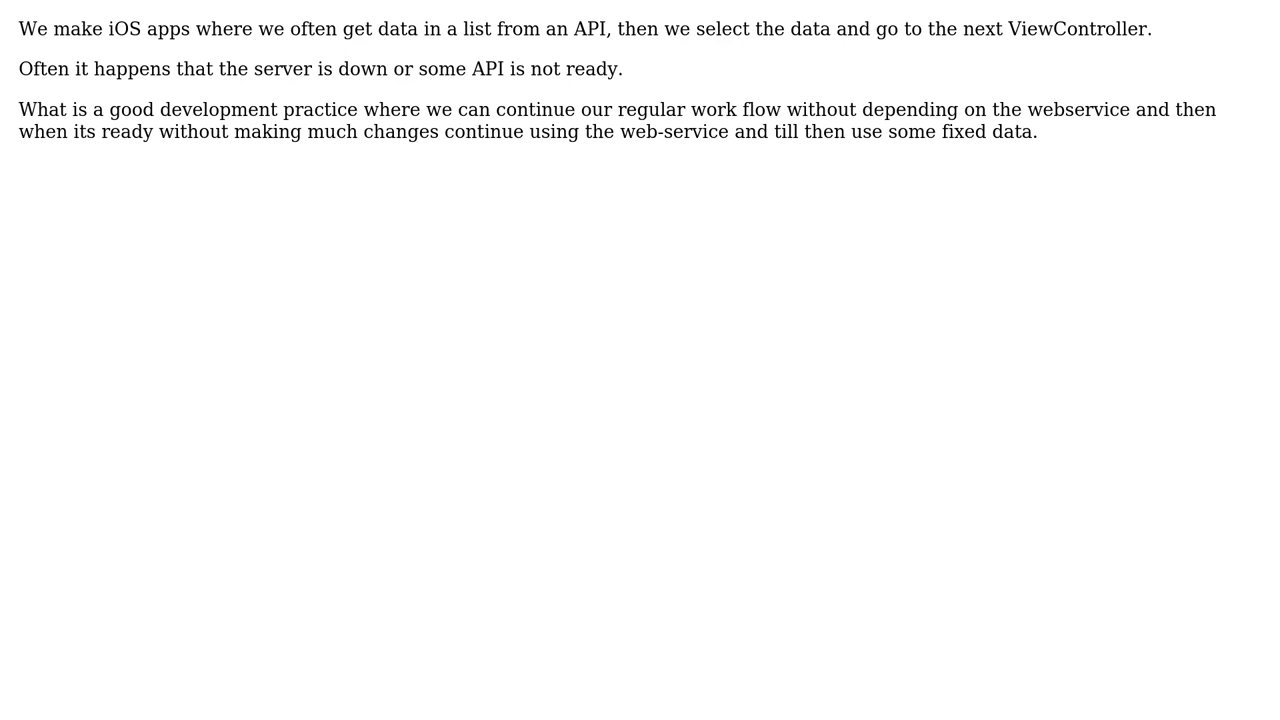 We make iOS apps where we often get data in a list from an API, then we select the data and go to the next ViewController.
Often it happens that the server is down or some API is not ready.
What is a good development practice where we can continue our regular work flow without depending on the webservice and then
when its ready without making much changes continue using the web-service and till then use some fixed data.